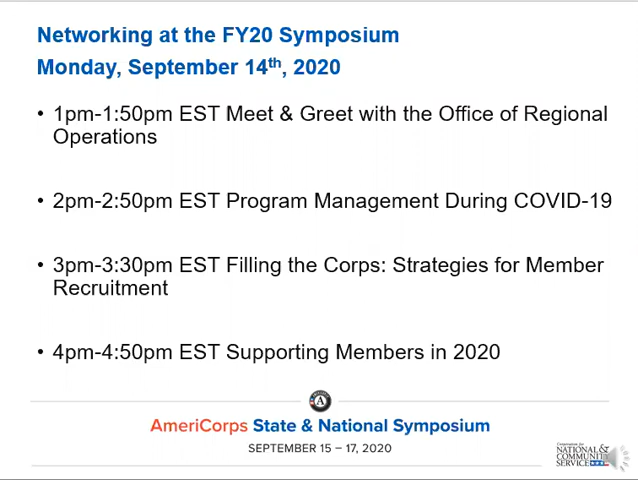 Networking at the FY20 Symposium
Monday, September 14th, 2020
• 1pm-1:50pm EST Meet & Greet with the Office of Regional
Operations
• 2pm-2:50pm EST Program Management During COVID-19
• 3pm-3:30pm EST Filling the Corps: Strategies for Member
Recruitment
• 4pm-4:50pm EST Supporting Members in 2020
A
AmeriCorps State & National Symposium
SEPTEMBER 15 – 17, 2020
NATIONAL &
COMMUNITY
SERVICE